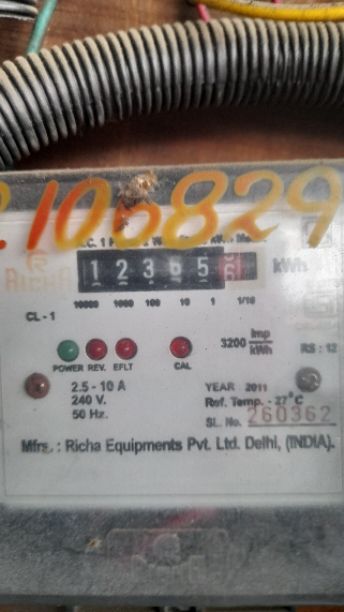 2106829
RICHA
1 2 3 6 5 6 kWh
10000 1000 100 10 1 1/10
CL - 1
3200 Imp/kWh
RS : 12
POWER REV. EFLT CAL
2.5 - 10 A
240 V.
50 Hz.
YEAR 2011
Ref. Temp. - 27°C
SL. No. 260362
Mfrs. : Richa Equipments Pvt. Ltd. Delhi, (INDIA).